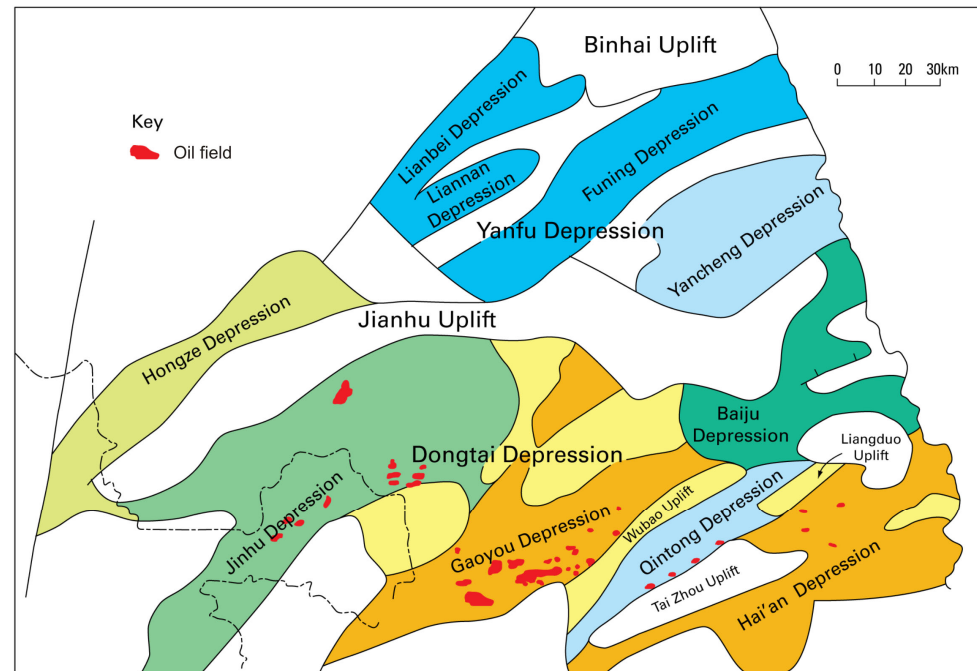 Binhai Uplift
0 10 20 30km
Key
Oil field
Lianbei Depression
Liannan
Depression
Funing Depression
Yanfu Depression
Yancheng Depression
Hongze Depression
Jianhu Uplift
Baiju
Depression
Liangduo
Uplift
Dongtai Depression
Jinhu Depression
Gaoyou Depression
Wubao Uplift
Qintong Depression
Tai Zhou Uplift
Hai'an Depression